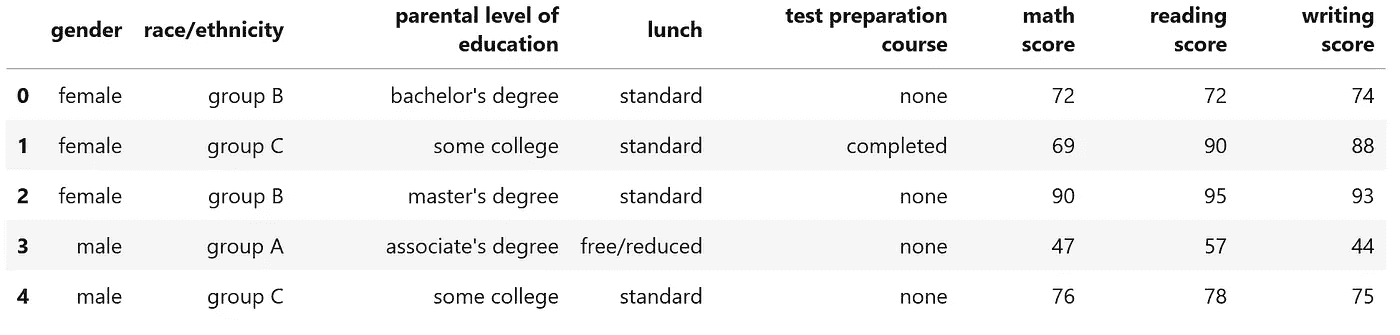 gender race/ethnicity parental level of education lunch test preparation course math score reading score writing score
0 female group B bachelor's degree standard none 72 72 74
1 female group C some college standard completed 69 90 88
2 female group B master's degree standard none 90 95 93
3 male group A associate's degree free/reduced none 47 57 44
4 male group C some college standard none 76 78 75